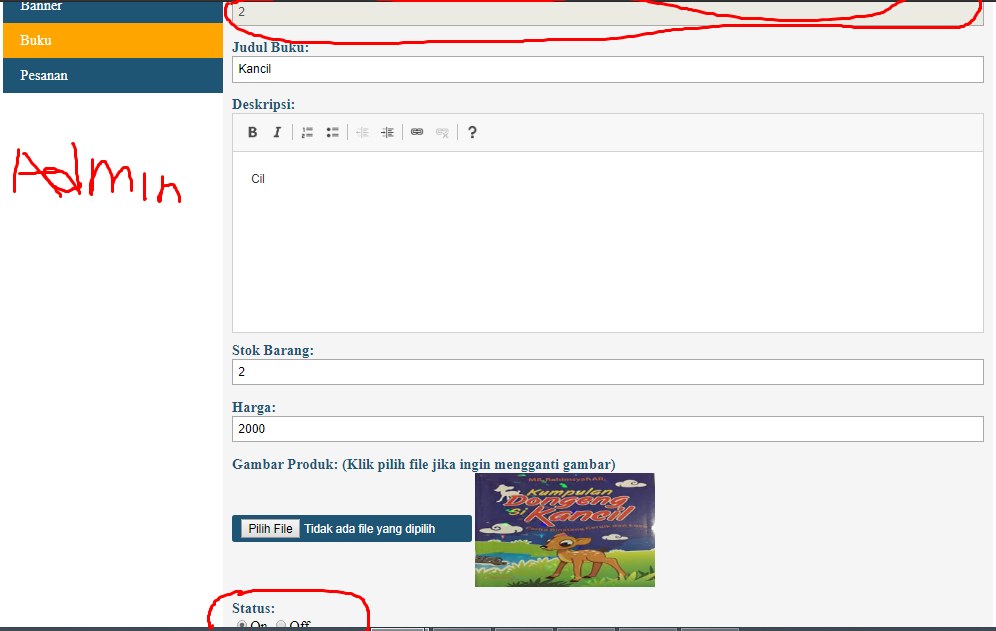 Banner
2
Buku
Judul Buku:
Kancil
Pesanan
Deskripsi:
B I ?
Cil
Admin
Stok Barang:
2
Harga:
2000
Gambar Produk: (Klik pilih file jika ingin mengganti gambar)
Kumpulan
Dongeng
Si Kancil
Pilih File Tidak ada file yang dipilih
Status:
On Off